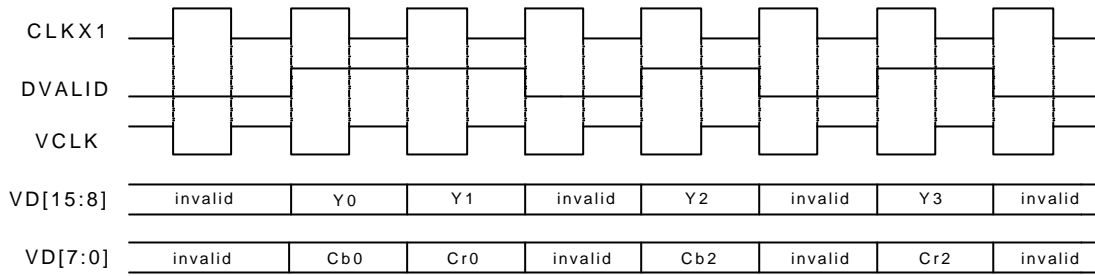 CLKX1
DVALID
VCLK
VD[15:8] invalid Y0 Y1 invalid Y2 invalid Y3 invalid
VD[7:0] invalid Cb0 Cr0 invalid Cb2 invalid Cr2 invalid